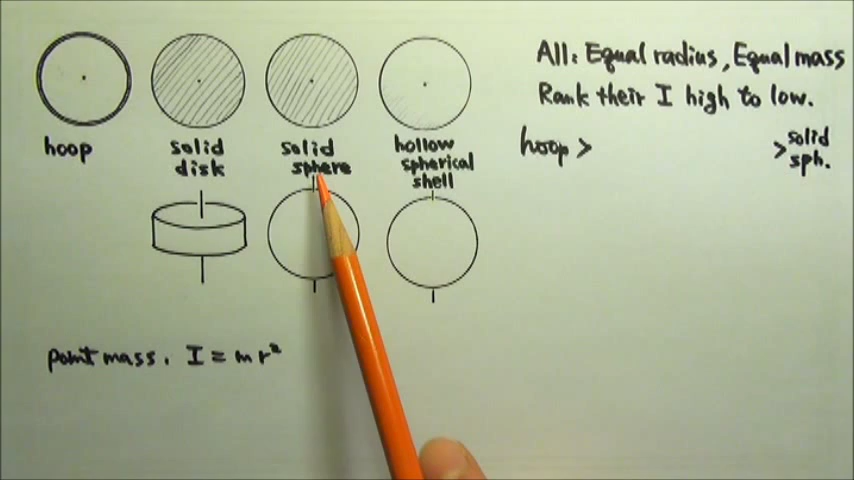 All: Equal radius, Equal mass
Rank their I high to low.
hoop > > solid sph.
hoop
solid disk
solid sphere
hollow spherical shell
point mass. I = mr²